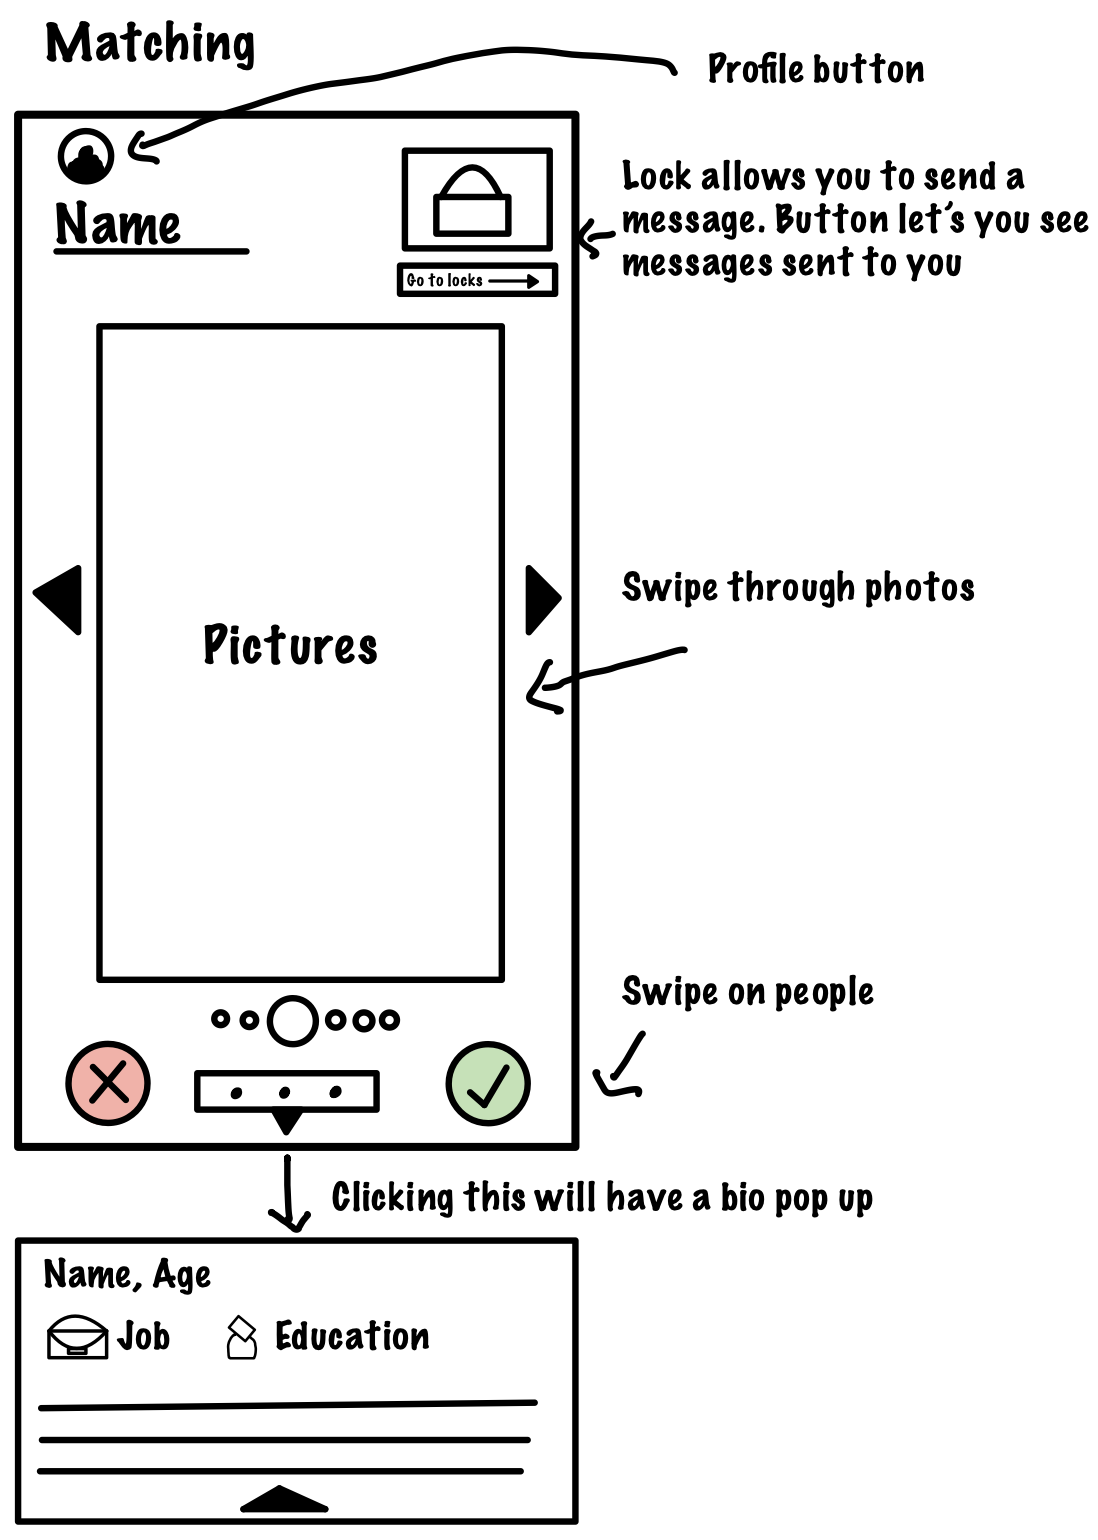 Matching
Profile button
Lock allows you to send a
message. Button let's you see
messages sent to you
Name
Go to locks
Swipe through photos
Pictures
Swipe on people
Clicking this will have a bio pop up
Name, Age
Job
Education